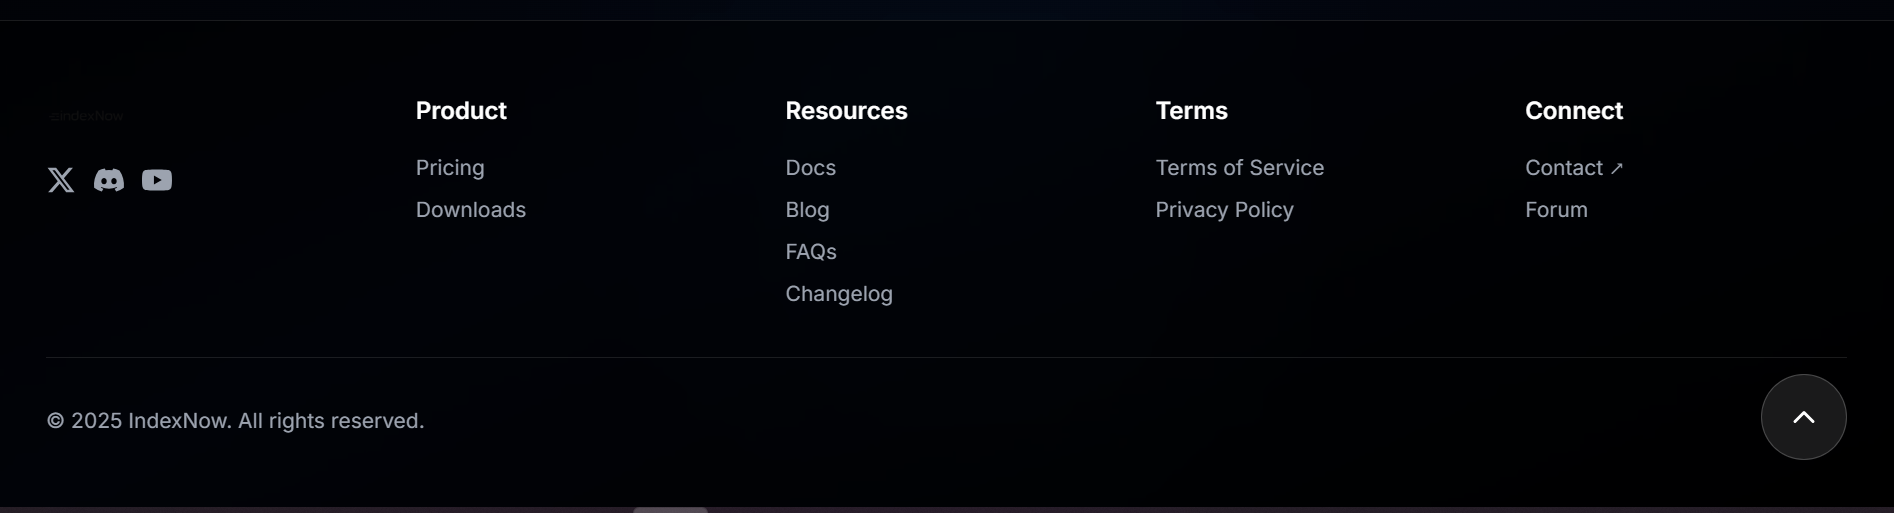 IndexNow
Product
Pricing
Downloads
Resources
Docs
Blog
FAQs
Changelog
Terms
Terms of Service
Privacy Policy
Connect
Contact ↗
Forum
© 2025 IndexNow. All rights reserved.